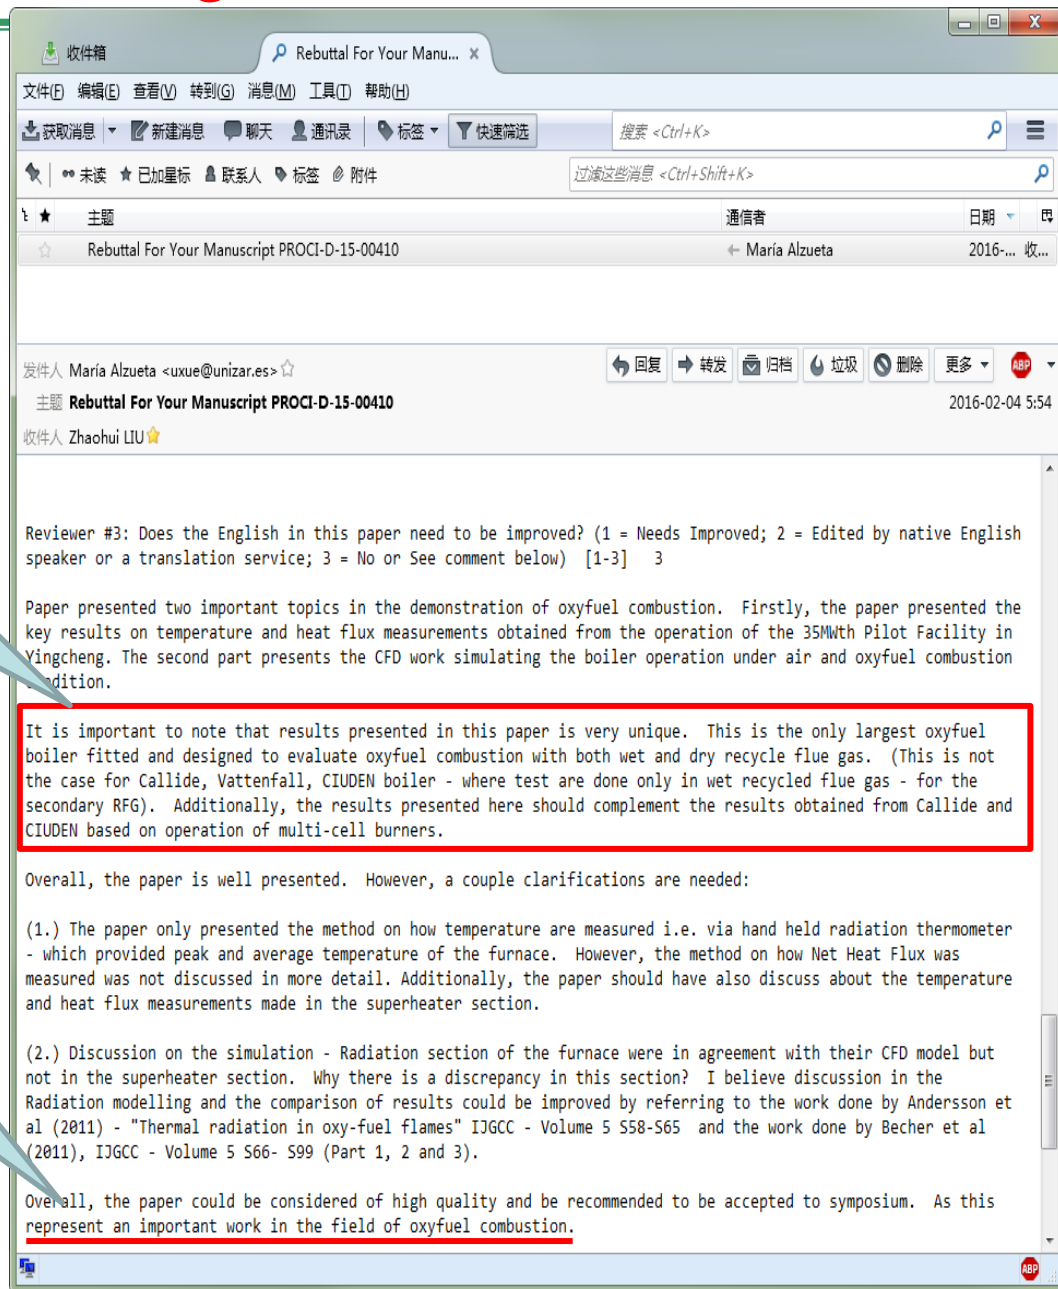 收件箱
Rebuttal For Your Manu... ×
文件(F) 编辑(E) 查看(V) 转到(G) 消息(M) 工具(T) 帮助(H)
获取消息 新建消息 聊天 通讯录 标签 快速筛选 搜索 <Ctrl+K>
未读 已加星标 联系人 标签 附件 过滤这些消息 <Ctrl+Shift+K>
主题 通信者 日期
Rebuttal For Your Manuscript PROCI-D-15-00410 María Alzueta 2016-... 收...
发件人 María Alzueta <uxue@unizar.es> 回复 转发 归档 垃圾 删除 更多 ABP
主题 Rebuttal For Your Manuscript PROCI-D-15-00410 2016-02-04 5:54
收件人 Zhaohui LIU
Reviewer #3: Does the English in this paper need to be improved? (1 = Needs Improved; 2 = Edited by native English
speaker or a translation service; 3 = No or See comment below) [1-3] 3
Paper presented two important topics in the demonstration of oxyfuel combustion. Firstly, the paper presented the
key results on temperature and heat flux measurements obtained from the operation of the 35MWth Pilot Facility in
Yingcheng. The second part presents the CFD work simulating the boiler operation under air and oxyfuel combustion
condition.
It is important to note that results presented in this paper is very unique. This is the only largest oxyfuel
boiler fitted and designed to evaluate oxyfuel combustion with both wet and dry recycle flue gas. (This is not
the case for Callide, Vattenfall, CIUDEN boiler - where test are done only in wet recycled flue gas - for the
secondary RFG). Additionally, the results presented here should complement the results obtained from Callide and
CIUDEN based on operation of multi-cell burners.
Overall, the paper is well presented. However, a couple clarifications are needed:
(1.) The paper only presented the method on how temperature are measured i.e. via hand held radiation thermometer
- which provided peak and average temperature of the furnace. However, the method on how Net Heat Flux was
measured was not discussed in more detail. Additionally, the paper should have also discuss about the temperature
and heat flux measurements made in the superheater section.
(2.) Discussion on the simulation - Radiation section of the furnace were in agreement with their CFD model but
not in the superheater section. Why there is a discrepancy in this section? I believe discussion in the
Radiation modelling and the comparison of results could be improved by referring to the work done by Andersson et
al (2011) - "Thermal radiation in oxy-fuel flames" IJGCC - Volume 5 S58-S65 and the work done by Becher et al
(2011), IJGCC - Volume 5 S66- S99 (Part 1, 2 and 3).
Overall, the paper could be considered of high quality and be recommended to be accepted to symposium. As this
represent an important work in the field of oxyfuel combustion.
ABP